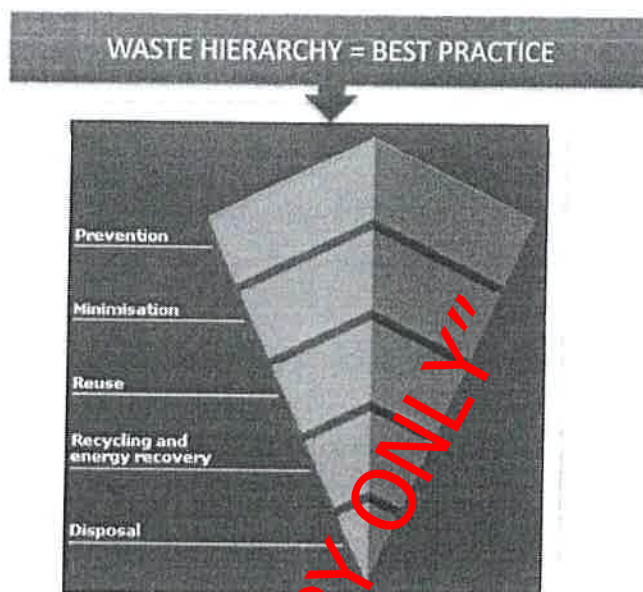 WASTE HIERARCHY = BEST PRACTICE
Prevention
Minimisation
Reuse
Recycling and
energy recovery
Disposal
ONLY"